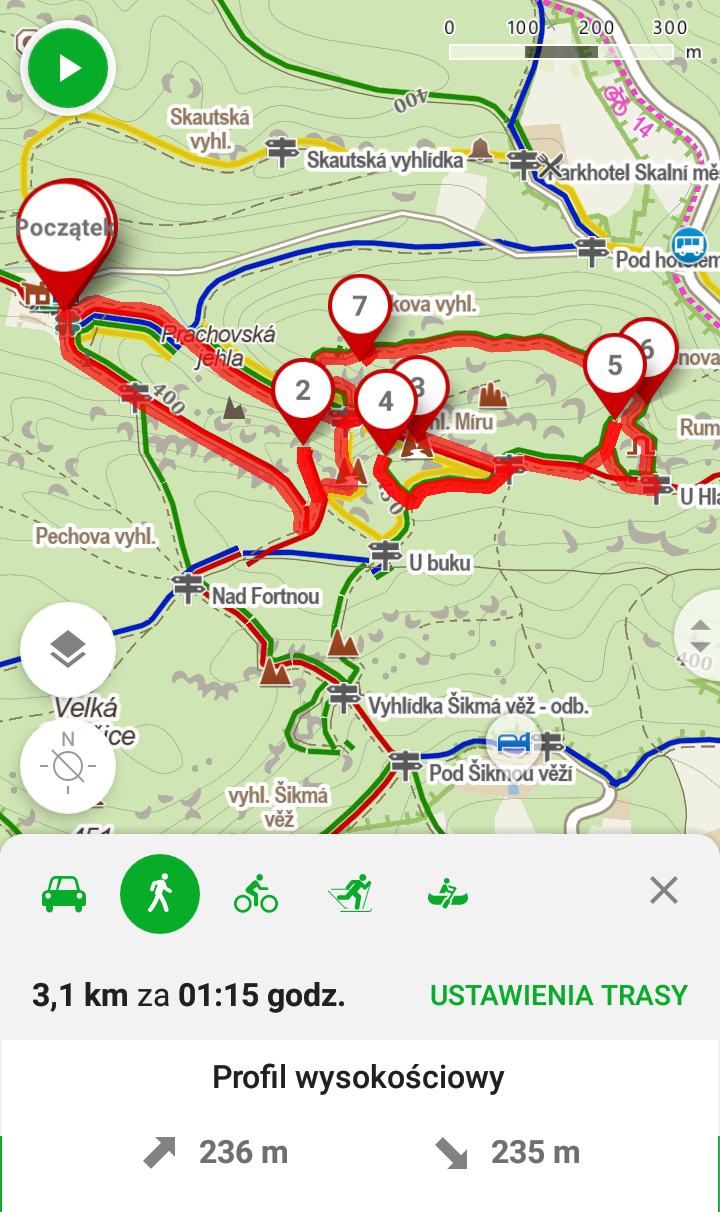 0 100 200 300
m
400
14
Skautská
vyhl.
Skautská vyhlídka
arkhotel Skalní mě
Początek
Pod hotelem
7
kova vyhl.
Prachovská
jehla
2
4
3
5
6
nova
hl. Míru
400
Rum
U Hla
Pechova vyhl.
U buku
Nad Fortnou
400
Velká
ice
N
Vyhlídka Šikmá věž - odb.
Pod Šikmou věží
vyhl. Šikmá
věž
451
3,1 km za 01:15 godz.
USTAWIENIA TRASY
Profil wysokościowy
236 m
235 m